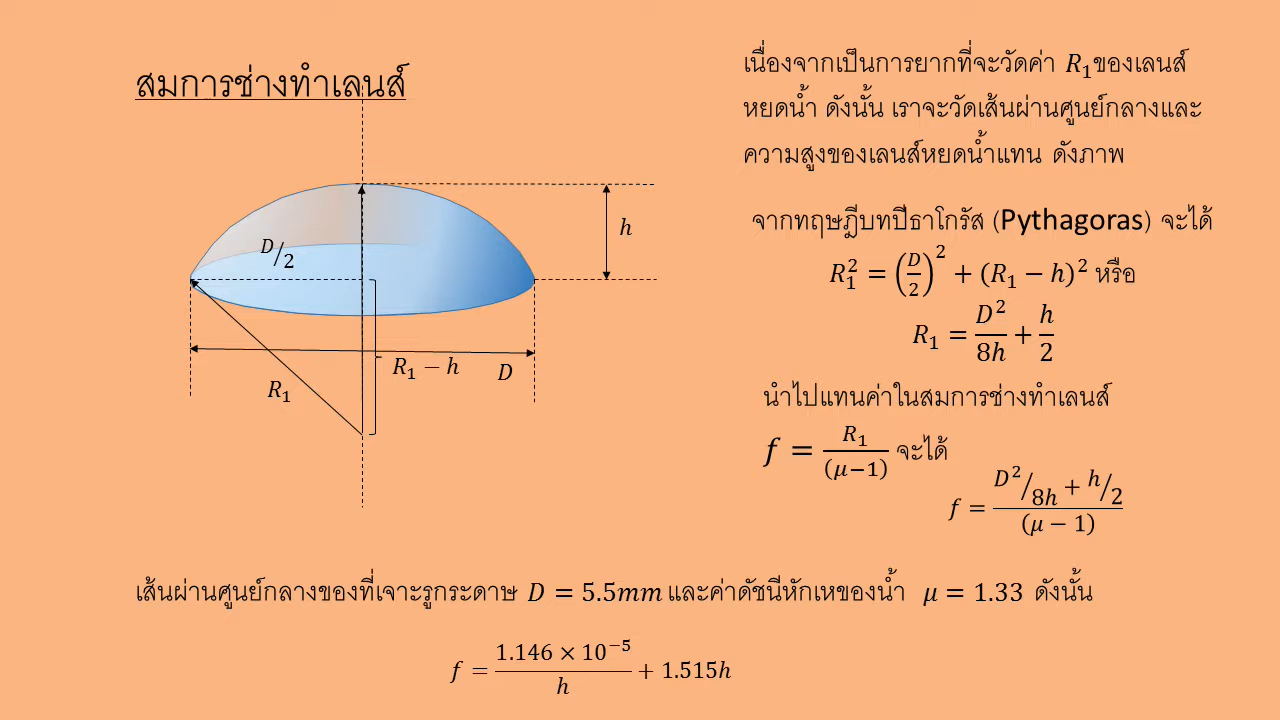 สมการช่างทำเลนส์
เนื่องจากเป็นการยากที่จะวัดค่า R₁ของเลนส์
หยดน้ำ ดังนั้น เราจะวัดเส้นผ่านศูนย์กลางและ
ความสูงของเลนส์หยดน้ำแทน ดังภาพ
จากทฤษฎีบทปีธาโกรัส (Pythagoras) จะได้
R₁² = (D/2)² + (R₁ − h)² หรือ
R₁ = D²/8h + h/2
นำไปแทนค่าในสมการช่างทำเลนส์
f = R₁/(μ−1) จะได้
f = (D²/8h + h/2)/(μ − 1)
D/2
h
R₁ − h
D
R₁
เส้นผ่านศูนย์กลางของที่เจาะรูกระดาษ D = 5.5mm และค่าดัชนีหักเหของน้ำ μ = 1.33 ดังนั้น
f = 1.146 × 10⁻⁵/h + 1.515h